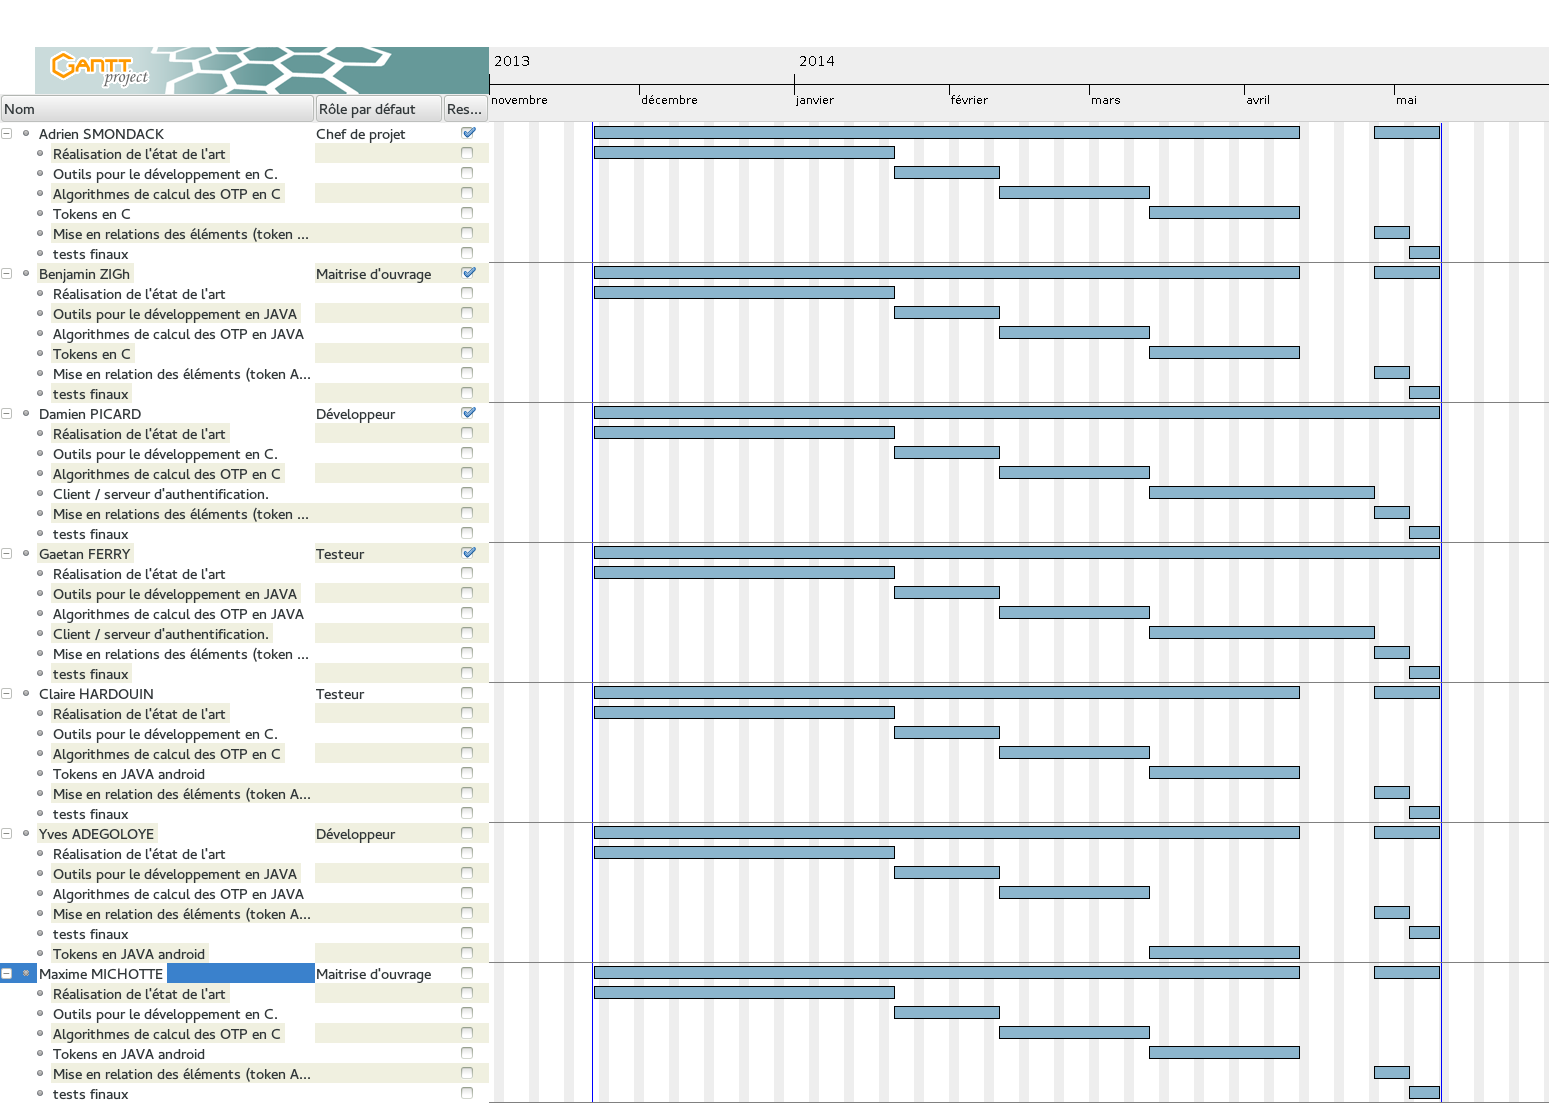 GANTT
project
2013
2014
novembre
décembre
janvier
février
mars
avril
mai
Nom
Rôle par défaut
Res...
Adrien SMONDACK
Chef de projet
Réalisation de l'état de l'art
Outils pour le développement en C.
Algorithmes de calcul des OTP en C
Tokens en C
Mise en relations des éléments (token ...
tests finaux
Benjamin ZIGh
Maitrise d'ouvrage
Réalisation de l'état de l'art
Outils pour le développement en JAVA
Algorithmes de calcul des OTP en JAVA
Tokens en C
Mise en relation des éléments (token A...
tests finaux
Damien PICARD
Développeur
Réalisation de l'état de l'art
Outils pour le développement en C.
Algorithmes de calcul des OTP en C
Client / serveur d'authentification.
Mise en relations des éléments (token ...
tests finaux
Gaetan FERRY
Testeur
Réalisation de l'état de l'art
Outils pour le développement en JAVA
Algorithmes de calcul des OTP en JAVA
Client / serveur d'authentification.
Mise en relations des éléments (token ...
tests finaux
Claire HARDOUIN
Testeur
Réalisation de l'état de l'art
Outils pour le développement en C.
Algorithmes de calcul des OTP en C
Tokens en JAVA android
Mise en relation des éléments (token A...
tests finaux
Yves ADEGOLOYE
Développeur
Réalisation de l'état de l'art
Outils pour le développement en JAVA
Algorithmes de calcul des OTP en JAVA
Mise en relation des éléments (token A...
tests finaux
Tokens en JAVA android
Maxime MICHOTTE
Maitrise d'ouvrage
Réalisation de l'état de l'art
Outils pour le développement en C.
Algorithmes de calcul des OTP en C
Tokens en JAVA android
Mise en relation des éléments (token A...
tests finaux